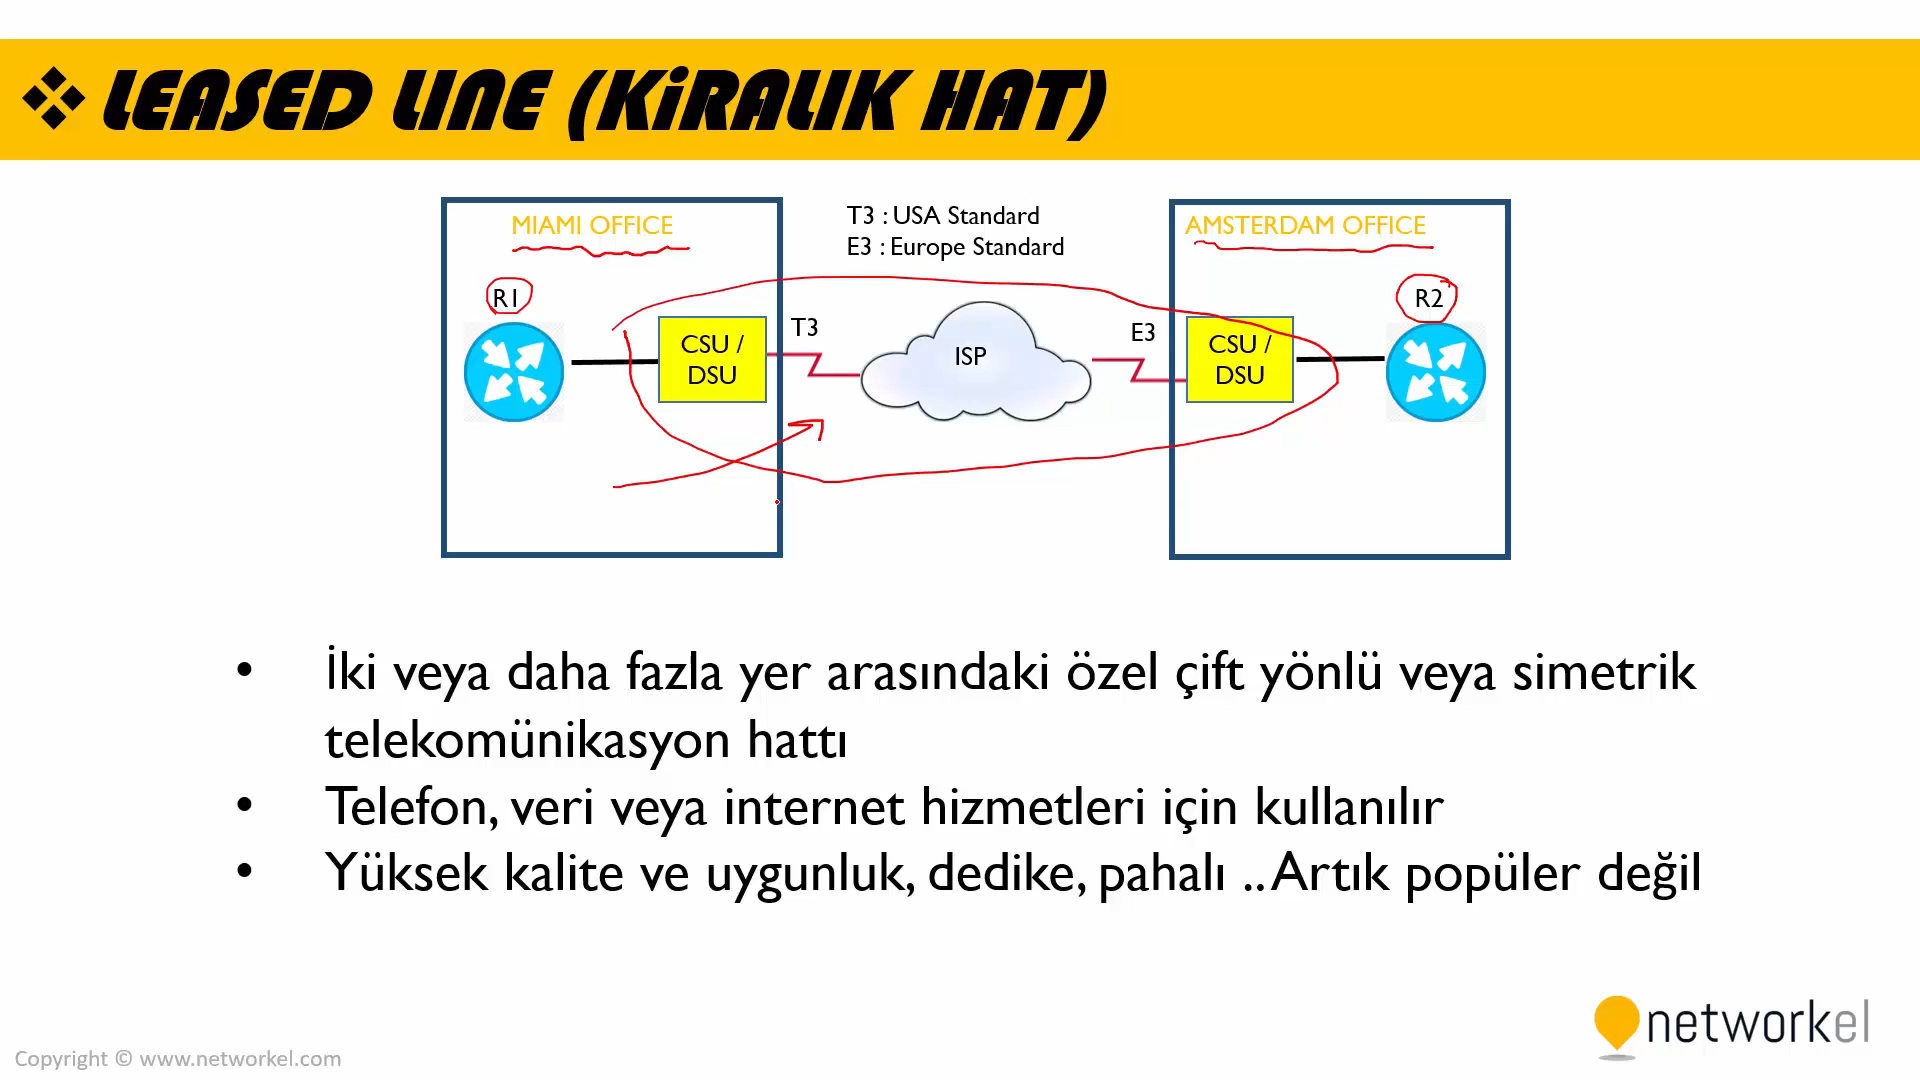 LEASED LINE (KİRALIK HAT)
MIAMI OFFICE
T3 : USA Standard
E3 : Europe Standard
AMSTERDAM OFFICE
R1
R2
CSU /
DSU
T3
ISP
E3
CSU /
DSU
• İki veya daha fazla yer arasındaki özel çift yönlü veya simetrik
telekomünikasyon hattı
• Telefon, veri veya internet hizmetleri için kullanılır
• Yüksek kalite ve uygunluk, dedike, pahalı .. Artık popüler değil
networkel
Copyright © www.networkel.com